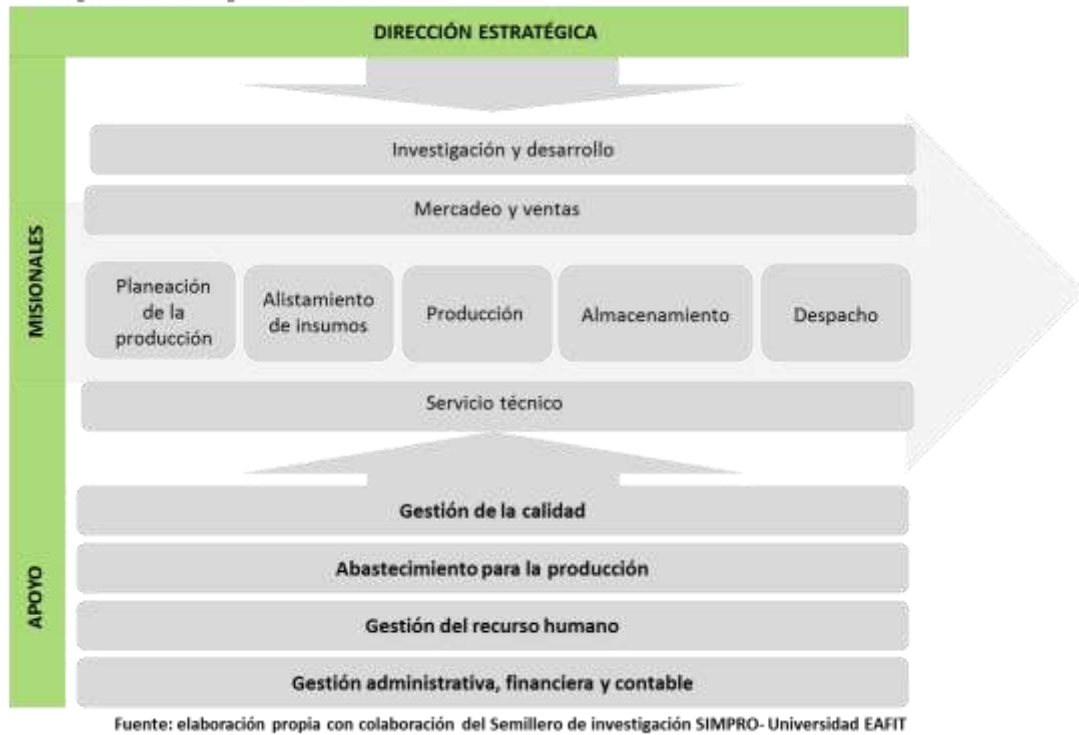 DIRECCIÓN ESTRATÉGICA
MISIONALES
Investigación y desarrollo
Mercadeo y ventas
Planeación
de la
producción
Alistamiento
de insumos
Producción
Almacenamiento
Despacho
Servicio técnico
APOYO
Gestión de la calidad
Abastecimiento para la producción
Gestión del recurso humano
Gestión administrativa, financiera y contable
Fuente: elaboración propia con colaboración del Semillero de investigación SIMPRO- Universidad EAFIT